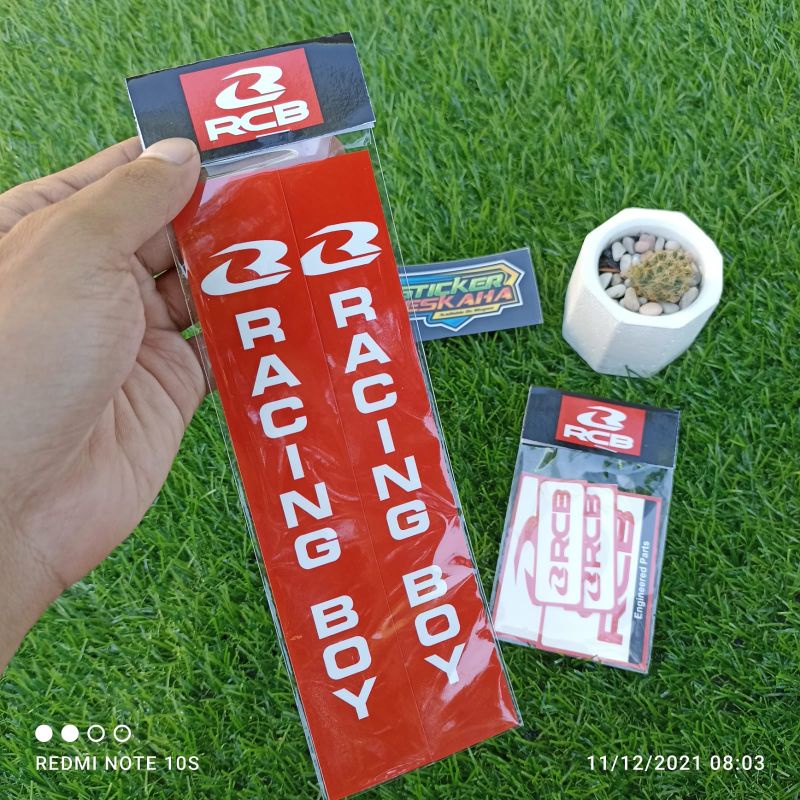 RCB
RACING BOY
RACING BOY
STICKER
ESKAHA
RCB
RCB
RCB
RCB
Engineered Parts
REDMI NOTE 10S
11/12/2021 08:03